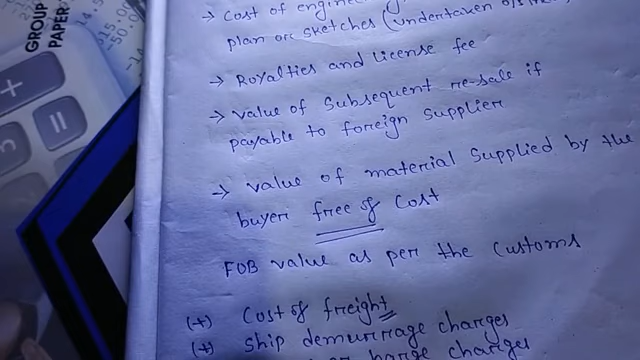 GROUP
PAPER
→ Cost of
plan or sketches (undertaken
→ Royalties and License fee
→ value of Subsequent re-sale if
payable to foreign Supplier
→ value of material Supplied by the
buyer free of Cost
FOB value as per the Customs
(+) Cost of freight
(+) Ship demurrage charges
barge charges